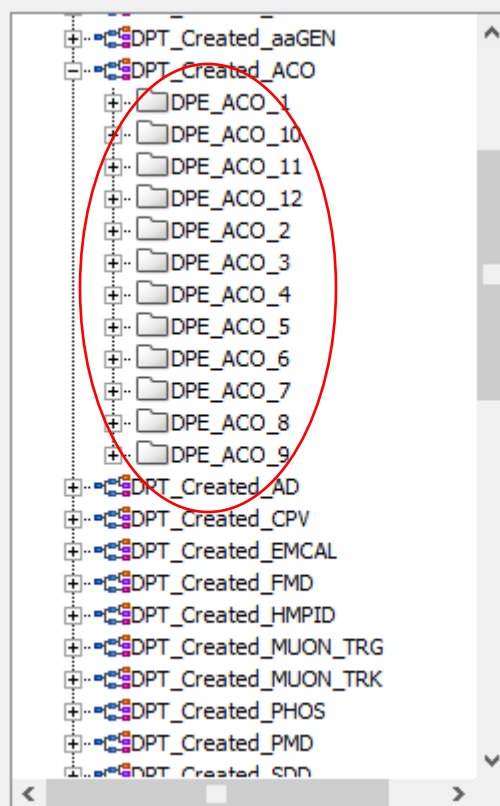 DPT_Created_aaGEN
DPT_Created_ACO
DPE_ACO_1
DPE_ACO_10
DPE_ACO_11
DPE_ACO_12
DPE_ACO_2
DPE_ACO_3
DPE_ACO_4
DPE_ACO_5
DPE_ACO_6
DPE_ACO_7
DPE_ACO_8
DPE_ACO_9
DPT_Created_AD
DPT_Created_CPV
DPT_Created_EMCAL
DPT_Created_FMD
DPT_Created_HMPID
DPT_Created_MUON_TRG
DPT_Created_MUON_TRK
DPT_Created_PHOS
DPT_Created_PMD
DPT_Created_SDD